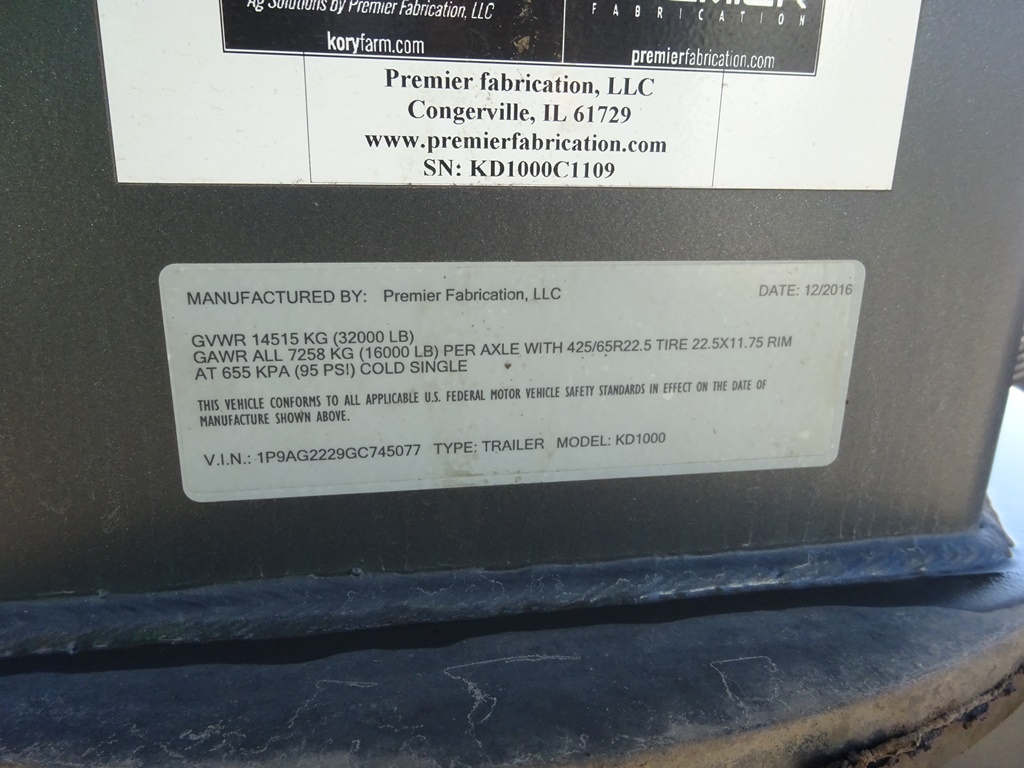 Ag Solutions by Premier Fabrication, LLC
FABRICATION
koryfarm.com
premierfabrication.com
Premier fabrication, LLC
Congerville, IL 61729
www.premierfabrication.com
SN: KD1000C1109
MANUFACTURED BY: Premier Fabrication, LLC DATE: 12/2016
GVWR 14515 KG (32000 LB)
GAWR ALL 7258 KG (16000 LB) PER AXLE WITH 425/65R22.5 TIRE 22.5X11.75 RIM
AT 655 KPA (95 PSI) COLD SINGLE
THIS VEHICLE CONFORMS TO ALL APPLICABLE U.S. FEDERAL MOTOR VEHICLE SAFETY STANDARDS IN EFFECT ON THE DATE OF
MANUFACTURE SHOWN ABOVE.
V.I.N.: 1P9AG2229GC745077 TYPE: TRAILER MODEL: KD1000